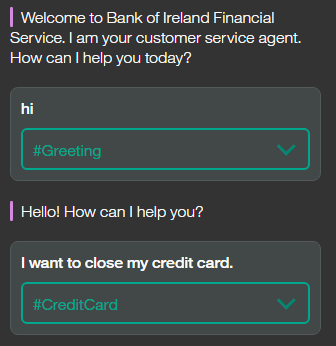 Welcome to Bank of Ireland Financial
Service. I am your customer service agent.
How can I help you today?
hi
#Greeting
Hello! How can I help you?
I want to close my credit card.
#CreditCard